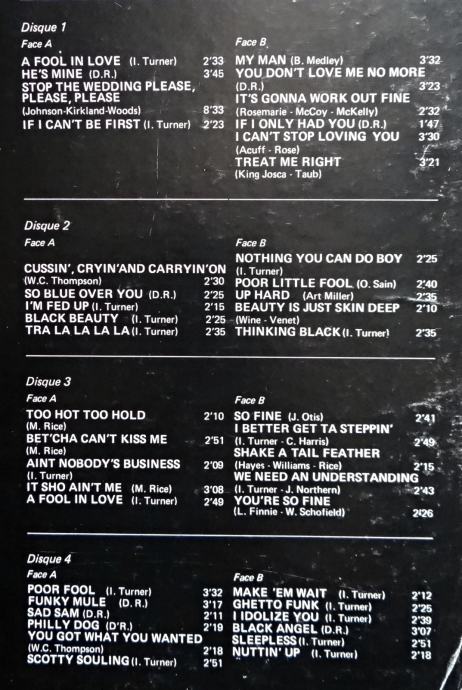 Disque 1
Face A
A FOOL IN LOVE (I. Turner) 2'33
HE'S MINE (D.R.) 3'45
STOP THE WEDDING PLEASE,
PLEASE, PLEASE
(Johnson-Kirkland-Woods) 8'33
IF I CAN'T BE FIRST (I. Turner) 2'23
Face B
MY MAN (B. Medley) 3'32
YOU DON'T LOVE ME NO MORE
(D.R.) 3'23
IT'S GONNA WORK OUT FINE
(Rosemarie - McCoy - McKelly) 2'32
IF I ONLY HAD YOU (D.R.) 1'47
I CAN'T STOP LOVING YOU 3'30
(Acuff - Rose)
TREAT ME RIGHT 3'21
(King Josca - Taub)
Disque 2
Face A
CUSSIN', CRYIN'AND CARRYIN'ON
(W.C. Thompson) 2'30
SO BLUE OVER YOU (D.R.) 2'25
I'M FED UP (I. Turner) 2'15
BLACK BEAUTY (I. Turner) 2'25
TRA LA LA LA LA (I. Turner) 2'35
Face B
NOTHING YOU CAN DO BOY 2'25
(I. Turner)
POOR LITTLE FOOL (O. Sain) 2'40
UP HARD (Art Miller) 2'35
BEAUTY IS JUST SKIN DEEP 2'10
(Wine - Venet)
THINKING BLACK (I. Turner) 2'35
Disque 3
Face A
TOO HOT TOO HOLD 2'10
(M. Rice)
BET'CHA CAN'T KISS ME 2'51
(M. Rice)
AINT NOBODY'S BUSINESS 2'09
(I. Turner)
IT SHO AIN'T ME (M. Rice) 3'08
A FOOL IN LOVE (I. Turner) 2'49
Face B
SO FINE (J. Otis) 2'41
I BETTER GET TA STEPPIN'
(I. Turner - C. Harris) 2'49
SHAKE A TAIL FEATHER
(Hayes - Williams - Rice) 2'15
WE NEED AN UNDERSTANDING
(I. Turner - J. Northern) 2'43
YOU'RE SO FINE
(L. Finnie - W. Schofield) 2'26
Disque 4
Face A
POOR FOOL (I. Turner) 3'32
FUNKY MULE (D.R.) 3'17
SAD SAM (D.R.) 2'11
PHILLY DOG (D'R.) 2'19
YOU GOT WHAT YOU WANTED
(W.C. Thompson) 2'18
SCOTTY SOULING (I. Turner) 2'51
Face B
MAKE 'EM WAIT (I. Turner) 2'12
GHETTO FUNK (I. Turner) 2'25
I IDOLIZE YOU (I. Turner) 2'39
BLACK ANGEL (D.R.) 3'07
SLEEPLESS (I. Turner) 2'51
NUTTIN' UP (I. Turner) 2'18